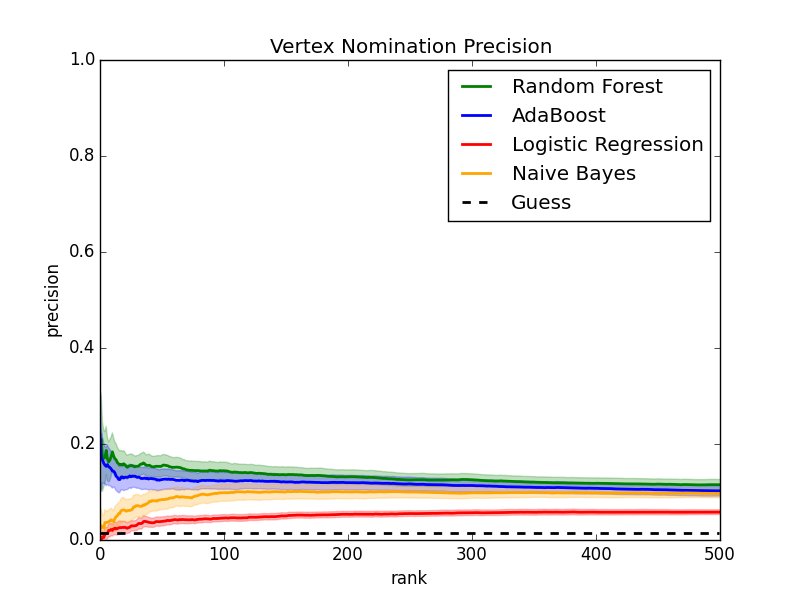 Vertex Nomination Precision
1.0
0.8
0.6
0.4
0.2
0.0
precision
Random Forest
AdaBoost
Logistic Regression
Naive Bayes
Guess
0 100 200 300 400 500
rank